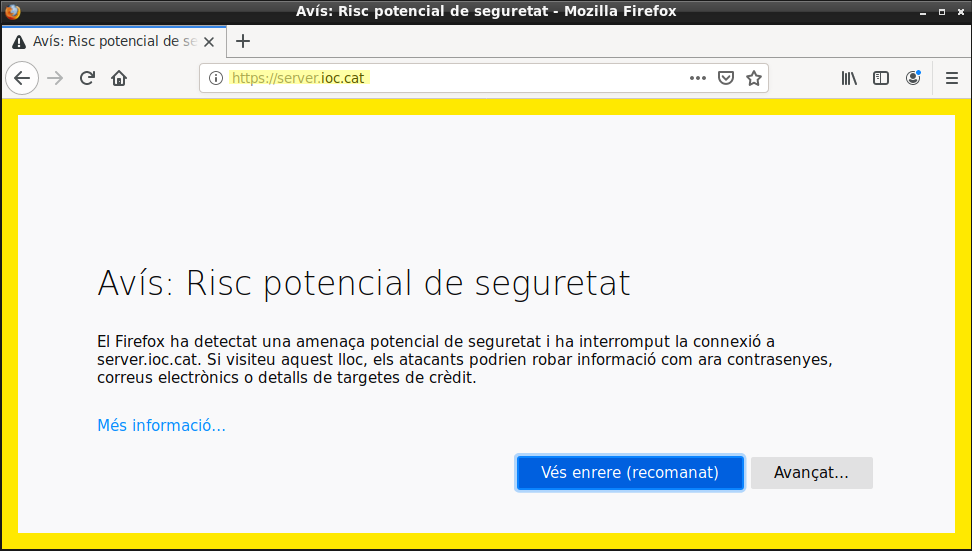 Avís: Risc potencial de seguretat - Mozilla Firefox
Avís: Risc potencial de se
https://server.ioc.cat
Avís: Risc potencial de seguretat
El Firefox ha detectat una amenaça potencial de seguretat i ha interromput la connexió a
server.ioc.cat. Si visiteu aquest lloc, els atacants podrien robar informació com ara contrasenyes,
correus electrònics o detalls de targetes de crèdit.
Més informació...
Vés enrere (recomanat)
Avançat...